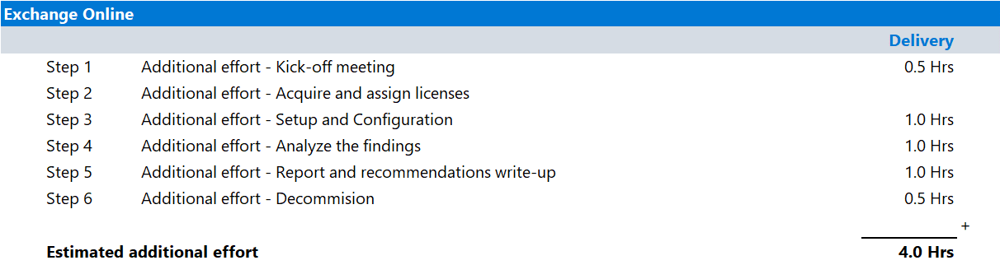 Exchange Online
Delivery
Step 1 Additional effort - Kick-off meeting 0.5 Hrs
Step 2 Additional effort - Acquire and assign licenses
Step 3 Additional effort - Setup and Configuration 1.0 Hrs
Step 4 Additional effort - Analyze the findings 1.0 Hrs
Step 5 Additional effort - Report and recommendations write-up 1.0 Hrs
Step 6 Additional effort - Decommision 0.5 Hrs
+
Estimated additional effort 4.0 Hrs